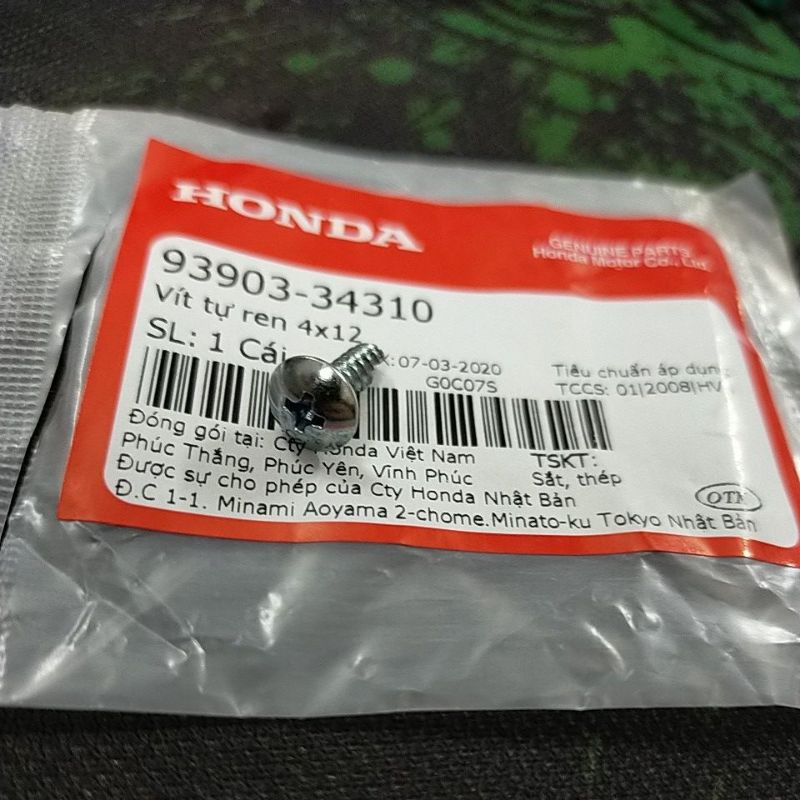 HONDA
GENUINE PARTS
Honda Motor Co., Ltd
93903-34310
Vít tự ren 4x12
SL: 1 Cái
:07-03-2020
G0C07S
Tiêu chuẩn áp dụn
TCCS: 01|2008|HV
Đóng gói tại: Cty Honda Việt Nam
Phúc Thắng, Phúc Yên, Vĩnh Phúc
TSKT:
Sắt, thép
Được sự cho phép của Cty Honda Nhật Bản
Đ.C 1-1. Minami Aoyama 2-chome.Minato-ku Tokyo Nhật Bản